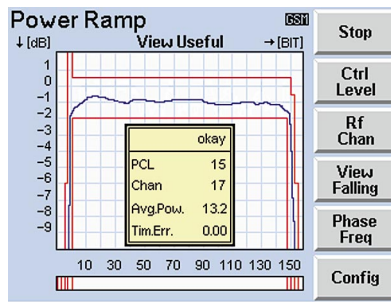 Power Ramp GSM
↓ [dB] View Useful → [BIT]
1
0
-1
-2
-3
-4
-5
-6
-7
-8
-9
okay
PCL 15
Chan 17
Avg.Pow. 13.2
Tim.Err. 0.00
10 30 50 70 90 110 130 150
Stop
Ctrl
Level
Rf
Chan
View
Falling
Phase
Freq
Config